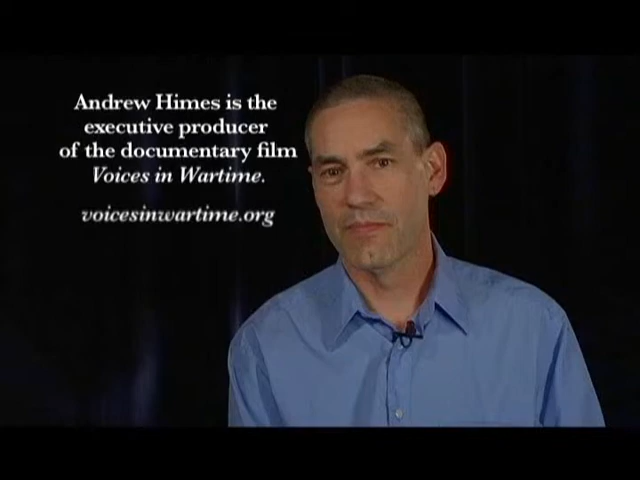 Andrew Himes is the
executive producer
of the documentary film
Voices in Wartime.
voicesinwartime.org